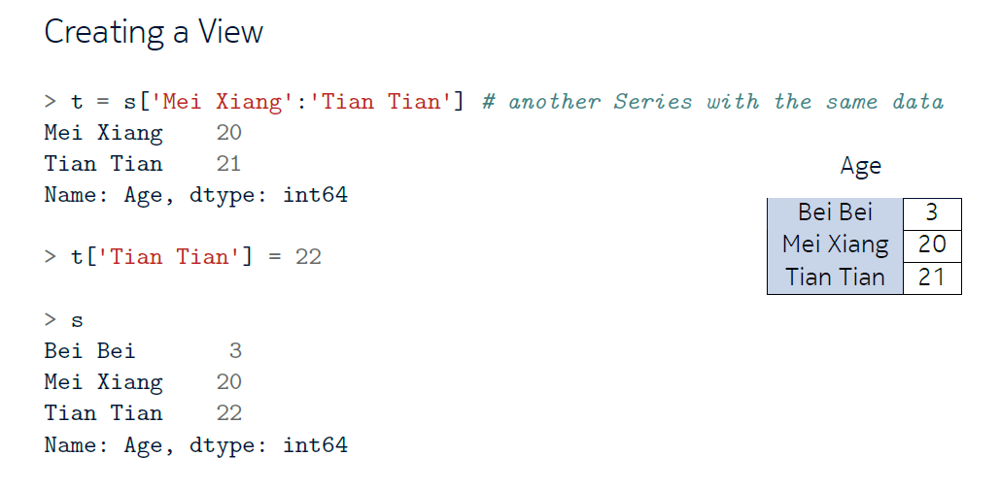 Creating a View
> t = s['Mei Xiang':'Tian Tian'] # another Series with the same data
Mei Xiang    20
Tian Tian    21
Name: Age, dtype: int64
> t['Tian Tian'] = 22
> s
Bei Bei       3
Mei Xiang    20
Tian Tian    22
Name: Age, dtype: int64
Age
Bei Bei 3
Mei Xiang 20
Tian Tian 21